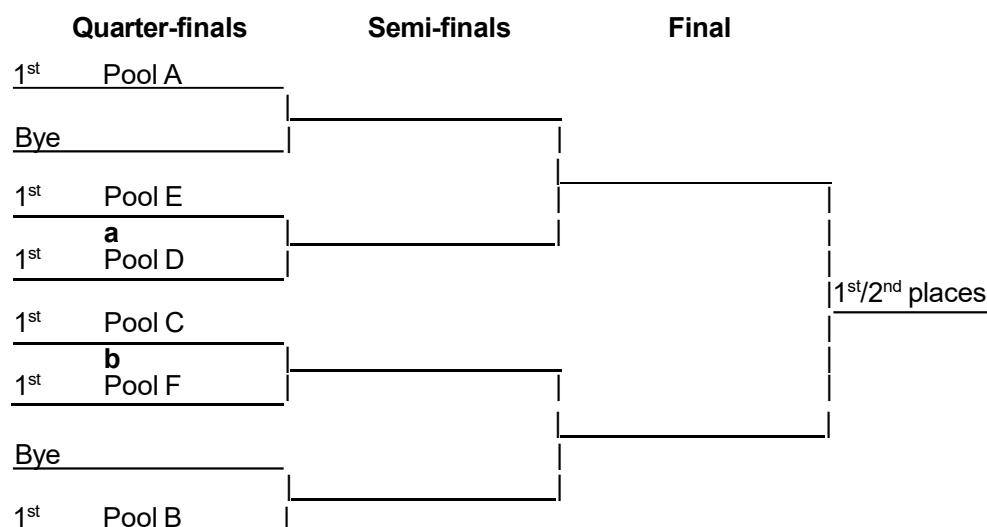 Quarter-finals Semi-finals Final
1st Pool A
Bye
1st Pool E
a
1st Pool D
1st/2nd places
1st Pool C
b
1st Pool F
Bye
1st Pool B